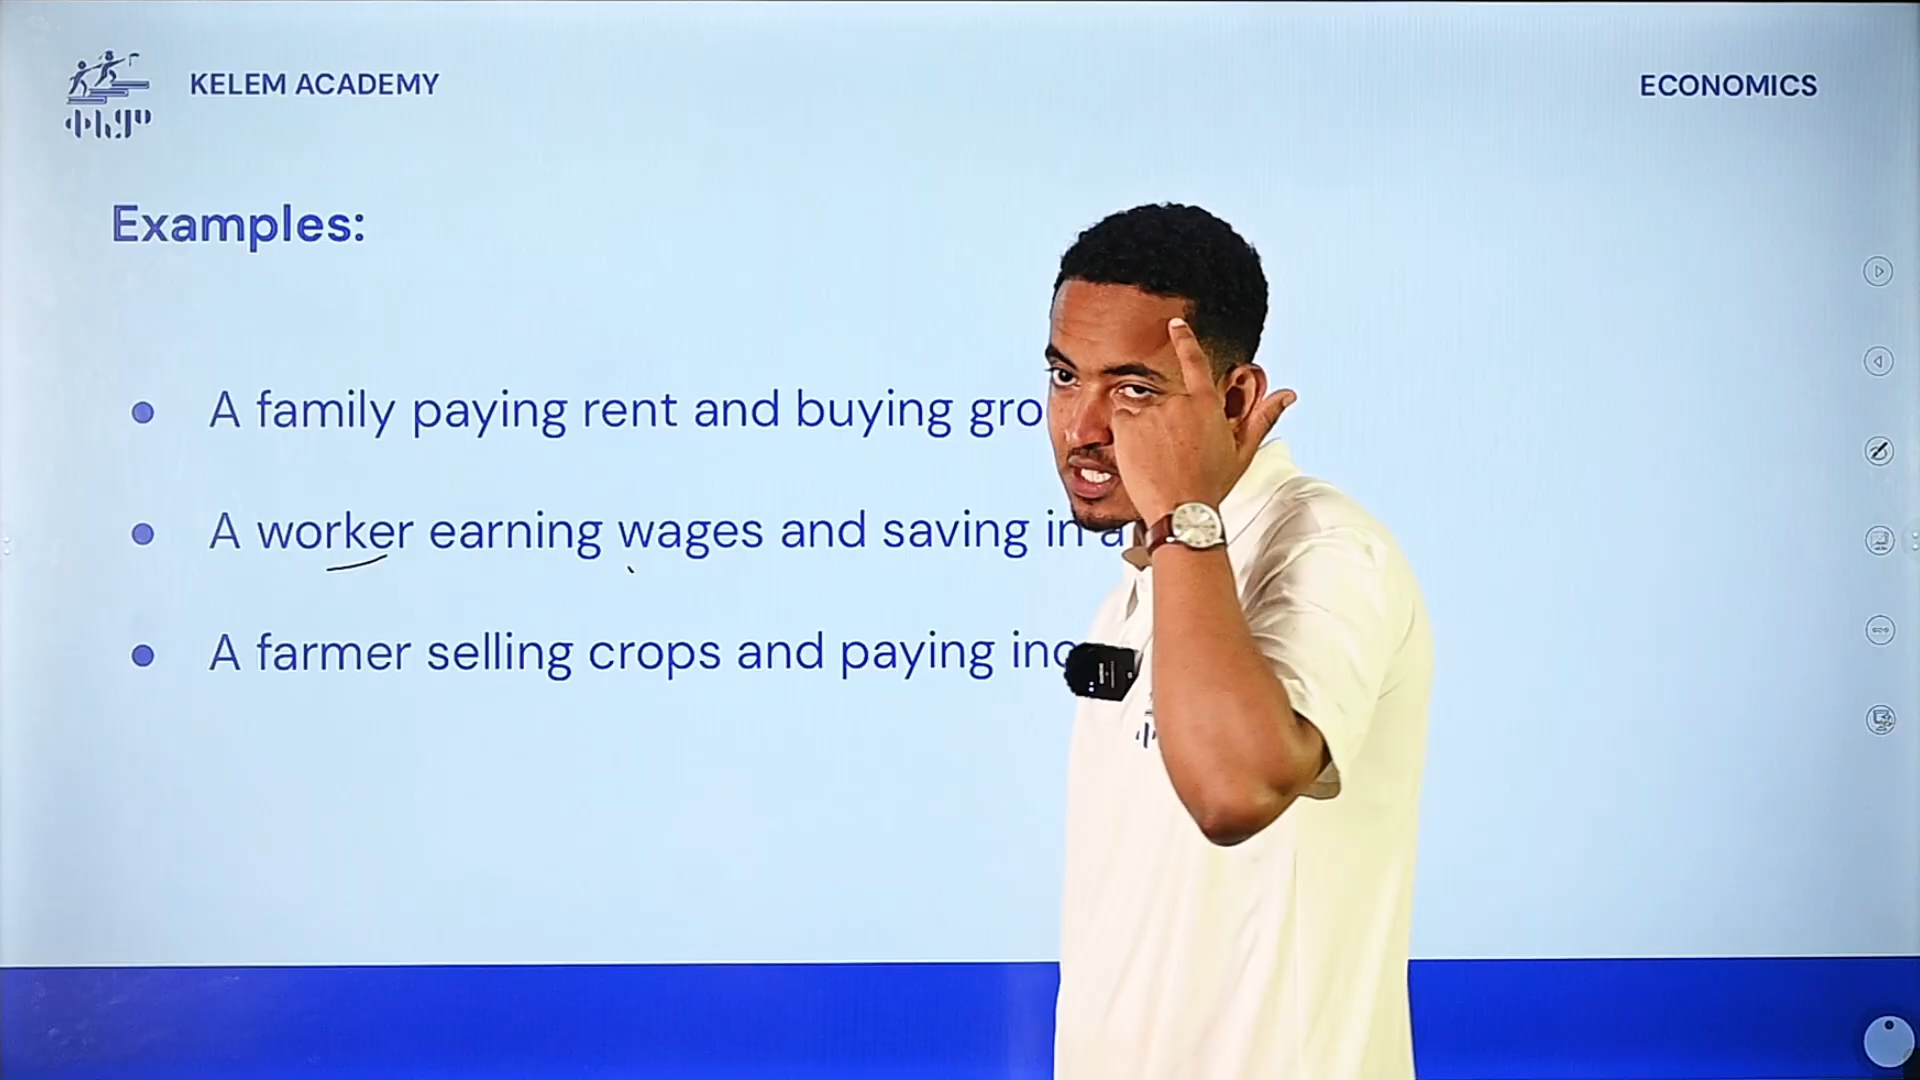 KELEM ACADEMY
ቀለም
ECONOMICS
Examples:
A family paying rent and buying gro
A worker earning wages and saving in a
A farmer selling crops and paying inc